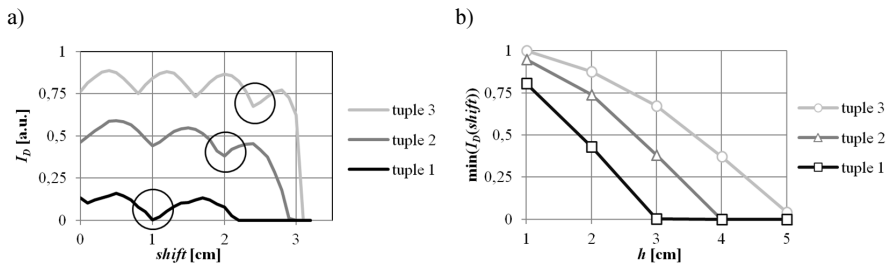 a)
1
0,75
0,5
0,25
0
I_D [a.u.]
0 1 2 3
shift [cm]
tuple 3
tuple 2
tuple 1
b)
1
0,75
0,5
0,25
0
min(I_D(shift))
1 2 3 4 5
h [cm]
tuple 3
tuple 2
tuple 1